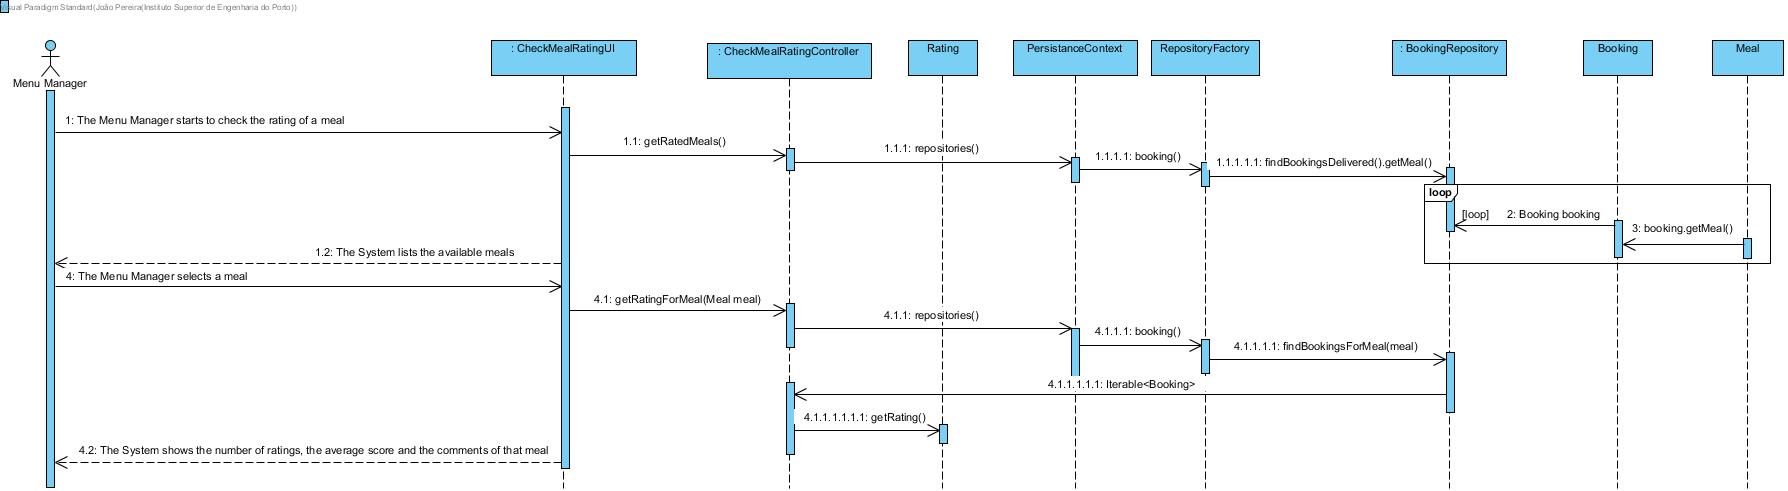 Visual Paradigm Standard(João Pereira(Instituto Superior de Engenharia do Porto))
Menu Manager
: CheckMealRatingUI
: CheckMealRatingController
Rating
PersistanceContext
RepositoryFactory
: BookingRepository
Booking
Meal
1: The Menu Manager starts to check the rating of a meal
1.1: getRatedMeals()
1.1.1: repositories()
1.1.1.1: booking()
1.1.1.1.1: findBookingsDelivered().getMeal()
loop
[loop]
2: Booking booking
3: booking.getMeal()
1.2: The System lists the available meals
4: The Menu Manager selects a meal
4.1: getRatingForMeal(Meal meal)
4.1.1: repositories()
4.1.1.1: booking()
4.1.1.1.1: findBookingsForMeal(meal)
4.1.1.1.1.1: Iterable<Booking>
4.1.1.1.1.1.1: getRating()
4.2: The System shows the number of ratings, the average score and the comments of that meal